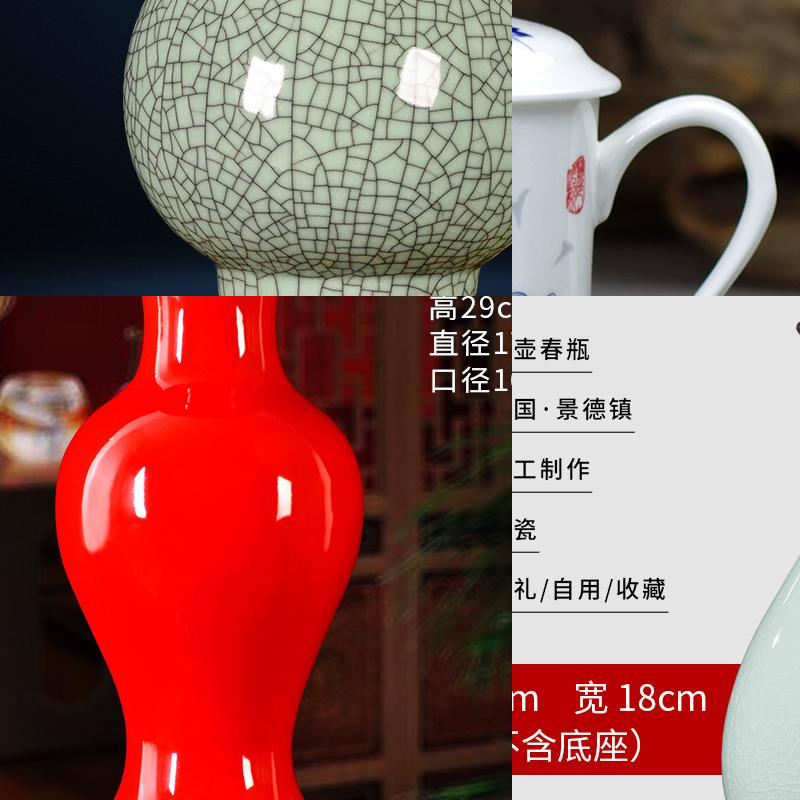 高29c
直径1
口径1
壶春瓶
国·景德镇
工制作
瓷
礼/自用/收藏
m 宽 18cm
不含底座）